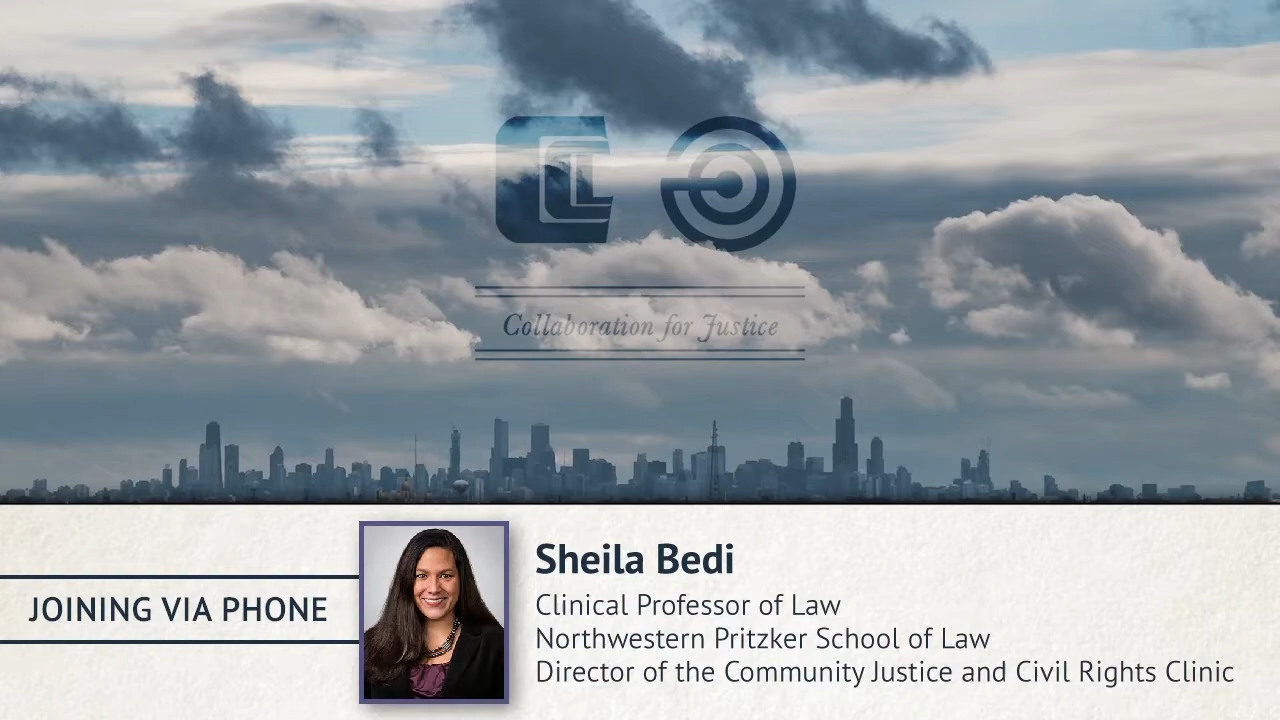 Collaboration for Justice
JOINING VIA PHONE
Sheila Bedi
Clinical Professor of Law
Northwestern Pritzker School of Law
Director of the Community Justice and Civil Rights Clinic